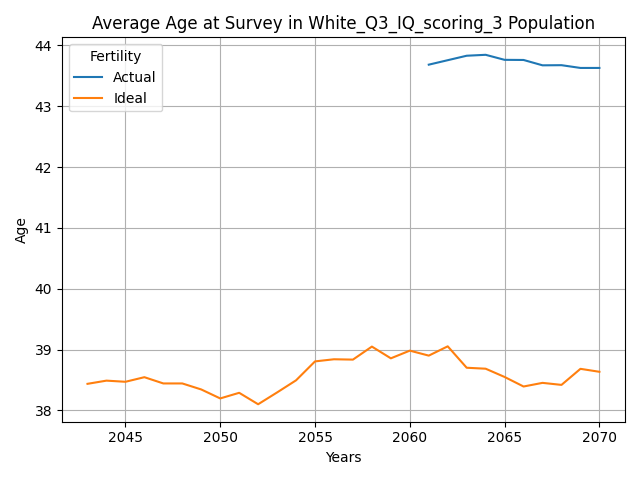 Average Age at Survey in White_Q3_IQ_scoring_3 Population
Fertility
Actual
Ideal
Age
44
43
42
41
40
39
38
2045 2050 2055 2060 2065 2070
Years